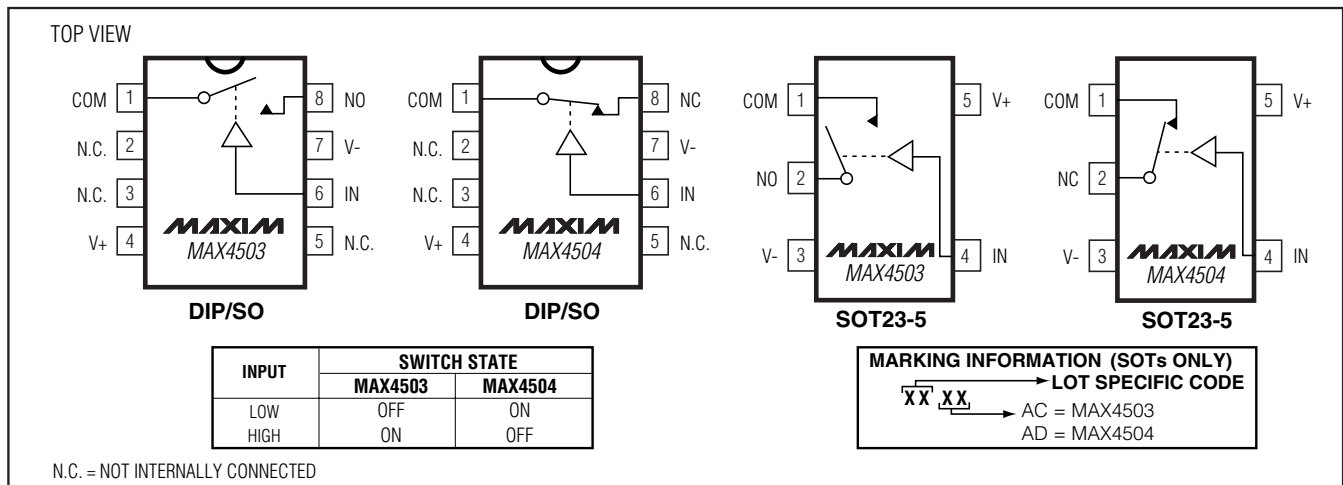 TOP VIEW
COM 1 8 NO
N.C. 2 7 V-
N.C. 3 6 IN
V+ 4 5 N.C.
MAXIM
MAX4503
DIP/SO
COM 1 8 NC
N.C. 2 7 V-
N.C. 3 6 IN
V+ 4 5 N.C.
MAXIM
MAX4504
DIP/SO
COM 1 5 V+
NO 2
V- 3 4 IN
MAXIM
MAX4503
SOT23-5
COM 1 5 V+
NC 2
V- 3 4 IN
MAXIM
MAX4504
SOT23-5
INPUT SWITCH STATE
MAX4503 MAX4504
LOW OFF ON
HIGH ON OFF
MARKING INFORMATION (SOTs ONLY)
LOT SPECIFIC CODE
XX XX
AC = MAX4503
AD = MAX4504
N.C. = NOT INTERNALLY CONNECTED